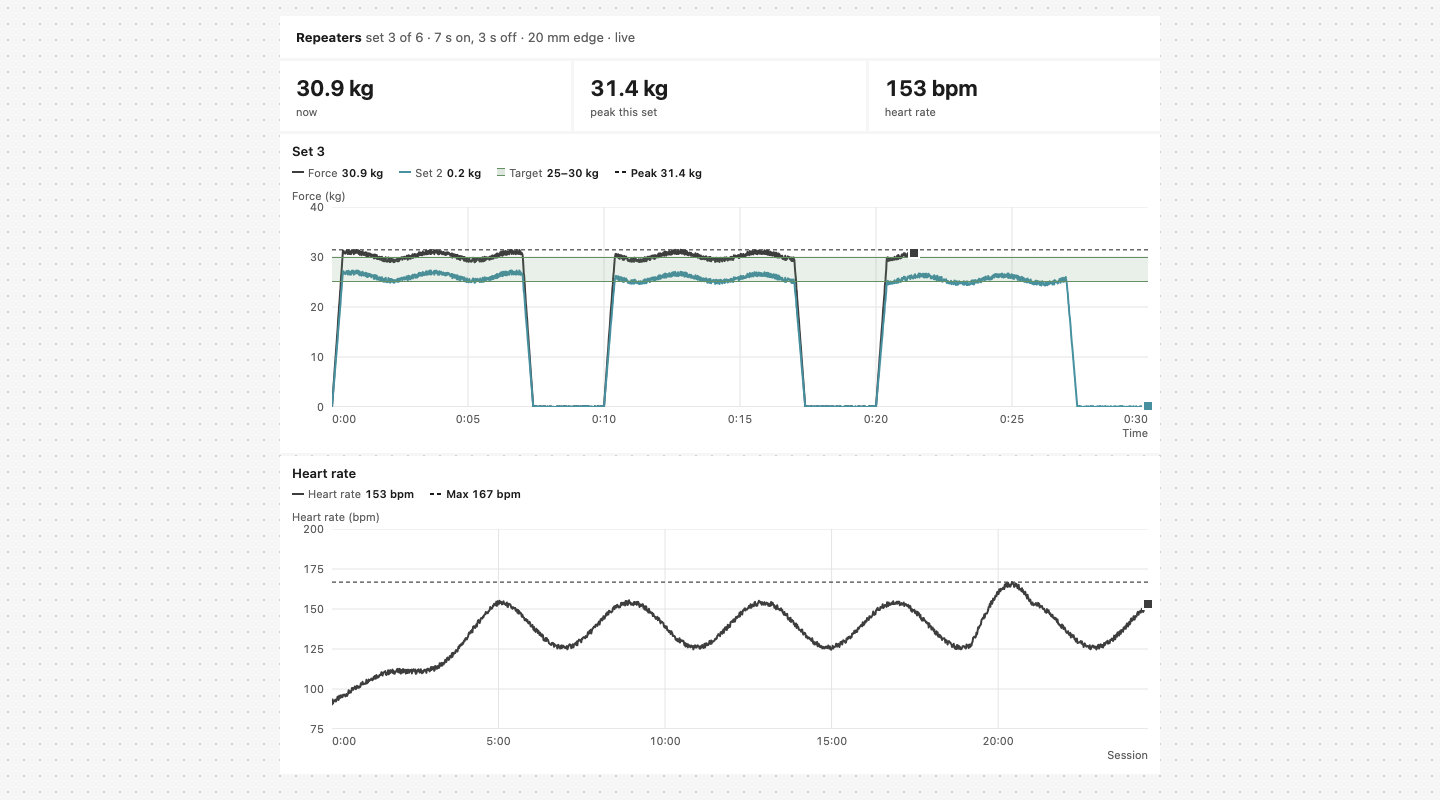 Repeaters set 3 of 6 · 7 s on, 3 s off · 20 mm edge · live
30.9 kg
now
31.4 kg
peak this set
153 bpm
heart rate
Set 3
Force 30.9 kg Set 2 0.2 kg Target 25–30 kg Peak 31.4 kg
Force (kg)
40
30
20
10
0
0:00 0:05 0:10 0:15 0:20 0:25 0:30
Time
Heart rate
Heart rate 153 bpm Max 167 bpm
Heart rate (bpm)
200
175
150
125
100
75
0:00 5:00 10:00 15:00 20:00
Session